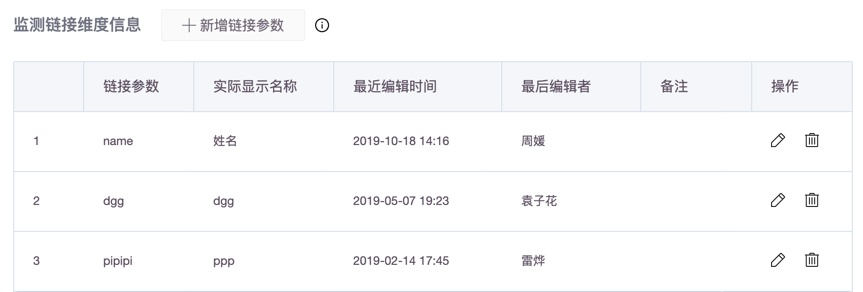 监测链接维度信息 新增链接参数
链接参数 实际显示名称 最近编辑时间 最后编辑者 备注 操作
1 name 姓名 2019-10-18 14:16 周媛
2 dgg dgg 2019-05-07 19:23 袁子花
3 pipipi ppp 2019-02-14 17:45 雷烨